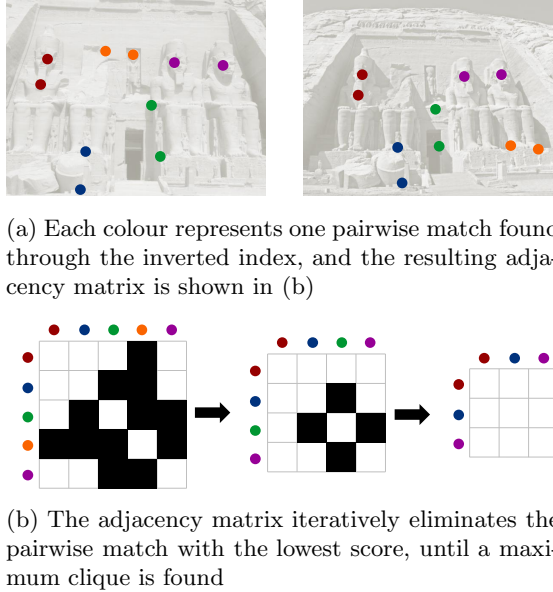 (a) Each colour represents one pairwise match found
through the inverted index, and the resulting adja-
cency matrix is shown in (b)
(b) The adjacency matrix iteratively eliminates the
pairwise match with the lowest score, until a maxi-
mum clique is found